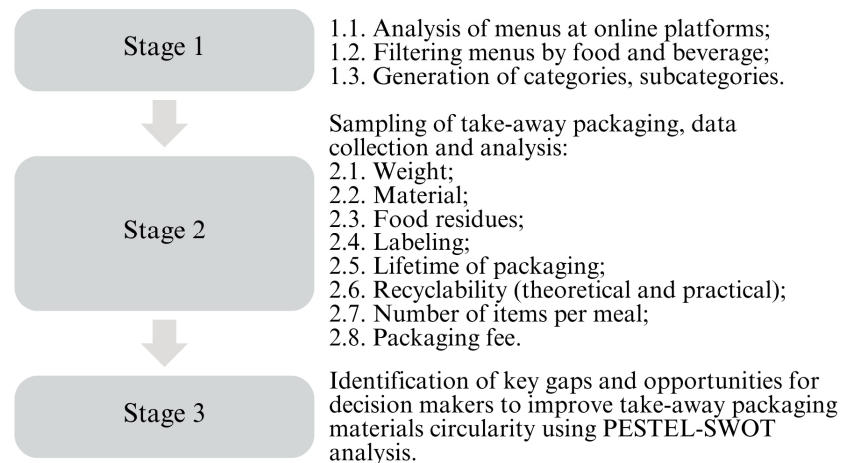 Stage 1
1.1. Analysis of menus at online platforms;
1.2. Filtering menus by food and beverage;
1.3. Generation of categories, subcategories.
Stage 2
Sampling of take-away packaging, data
collection and analysis:
2.1. Weight;
2.2. Material;
2.3. Food residues;
2.4. Labeling;
2.5. Lifetime of packaging;
2.6. Recyclability (theoretical and practical);
2.7. Number of items per meal;
2.8. Packaging fee.
Stage 3
Identification of key gaps and opportunities for
decision makers to improve take-away packaging
materials circularity using PESTEL-SWOT
analysis.